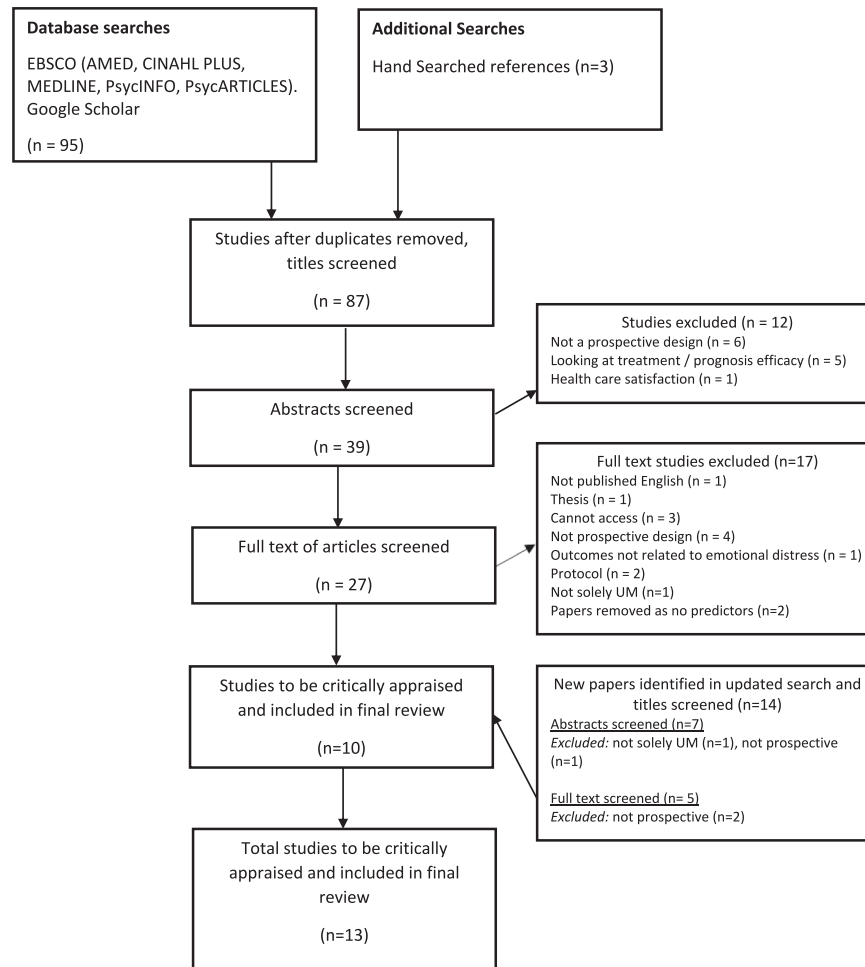 Database searches
EBSCO (AMED, CINAHL PLUS,
MEDLINE, PsycINFO, PsycARTICLES).
Google Scholar
(n = 95)
Additional Searches
Hand Searched references (n=3)
Studies after duplicates removed,
titles screened
(n = 87)
Studies excluded (n = 12)
Not a prospective design (n = 6)
Looking at treatment / prognosis efficacy (n = 5)
Health care satisfaction (n = 1)
Abstracts screened
(n = 39)
Full text studies excluded (n=17)
Not published English (n = 1)
Thesis (n = 1)
Cannot access (n = 3)
Not prospective design (n = 4)
Outcomes not related to emotional distress (n = 1)
Protocol (n = 2)
Not solely UM (n=1)
Papers removed as no predictors (n=2)
Full text of articles screened
(n = 27)
Studies to be critically appraised
and included in final review
(n=10)
New papers identified in updated search and
titles screened (n=14)
Abstracts screened (n=7)
Excluded: not solely UM (n=1), not prospective
(n=1)
Full text screened (n= 5)
Excluded: not prospective (n=2)
Total studies to be critically
appraised and included in final
review
(n=13)